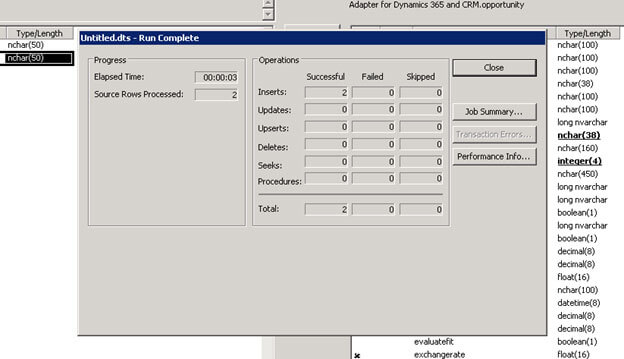 Adapter for Dynamics 365 and CRM.opportunity
Type/Length
nchar(50)
nchar(50)
Untitled.dts - Run Complete
Progress
Elapsed Time: 00:00:03
Source Rows Processed: 2
Operations
Successful Failed Skipped
Inserts: 2 0 0
Updates: 0 0 0
Upserts: 0 0 0
Deletes: 0 0 0
Seeks: 0 0 0
Procedures: 0 0 0
Total: 2 0 0
Close
Job Summary...
Transaction Errors...
Performance Info...
Type/Length
nchar(100)
nchar(100)
nchar(100)
nchar(38)
nchar(100)
nchar(100)
long nvarchar
nchar(38)
nchar(160)
integer(4)
nchar(450)
long nvarchar
long nvarchar
boolean(1)
long nvarchar
boolean(1)
decimal(8)
decimal(8)
float(16)
nchar(100)
datetime(8)
decimal(8)
decimal(8)
evaluatefit boolean(1)
exchangerate float(16)